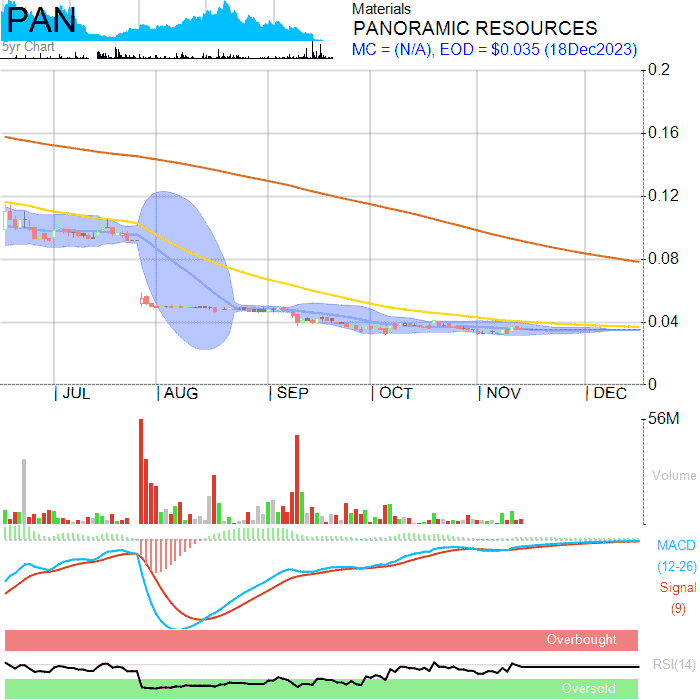 PAN
5yr Chart
Materials
PANORAMIC RESOURCES
MC = (N/A), EOD = $0.035 (18Dec2023)
0.2
0.16
0.12
0.08
0.04
0
JUL AUG SEP OCT NOV DEC
56M
Volume
MACD
(12-26)
Signal
(9)
Overbought
RSI(14)
Oversold